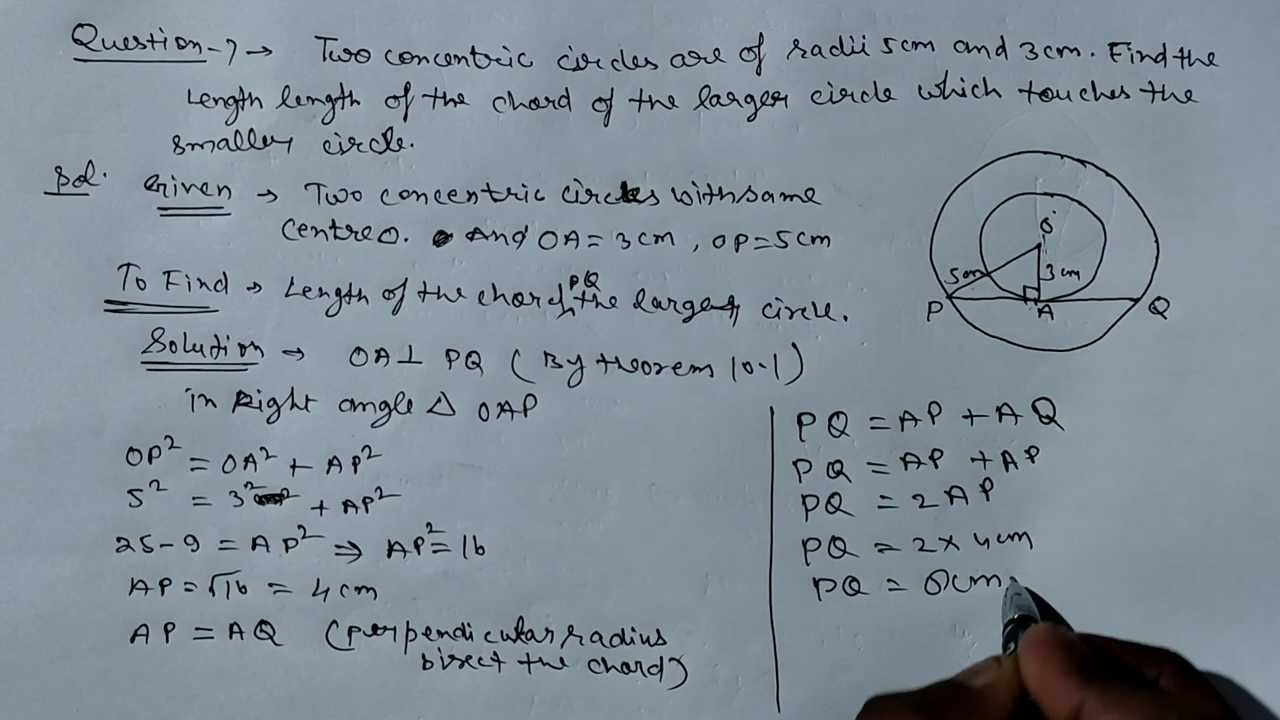 Question-7 → Two concentric circles are of radii 5cm and 3cm. Find the
Length length of the chord of the larger circle which touches the
smaller circle.
Sol. Given → Two concentric circles with same
centre O. And OA = 3cm, OP = 5cm
To Find → Length of the chord PQ the larger circle.
Solution → OA ⊥ PQ (By theorem 10.1)
in Right angle △ OAP
OP² = OA² + AP²
5² = 3² + AP²
25-9 = AP² ⇒ AP² = 16
AP = √16 = 4cm
AP = AQ (perpendicular radius
bisect the chord)
O
5cm
3cm
P
A
Q
PQ = AP + AQ
PQ = AP + AP
PQ = 2AP
PQ = 2 × 4cm
PQ = 8cm